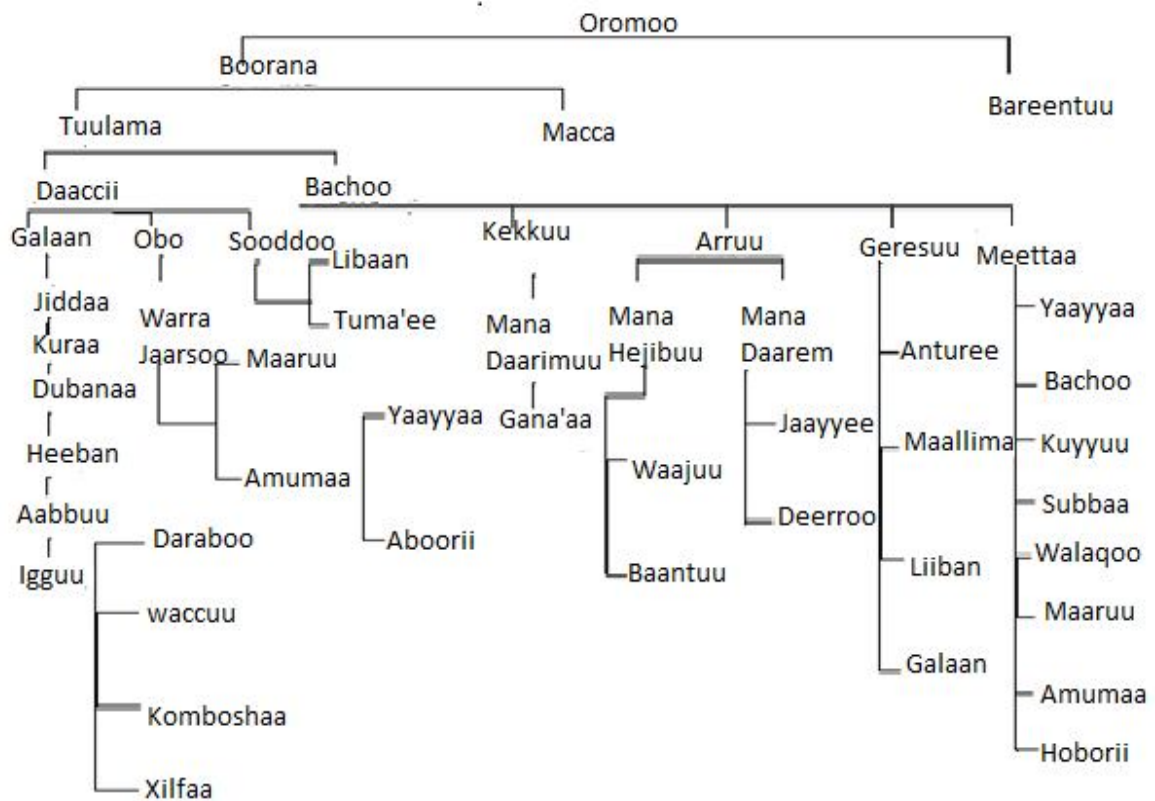 Oromoo
Boorana
Bareentuu
Tuulama
Macca
Daaccii
Bachoo
Galaan
Obo
Sooddoo
Kekkuu
Arruu
Geresuu
Meettaa
Libaan
Jiddaa
Warra
Jaarsoo
Tuma'ee
Mana
Daarimuu
Mana
Hejibuu
Mana
Daarem
Yaayyaa
Kuraa
Maaruu
Anturee
Dubanaa
Bachoo
Yaayyaa
Gana'aa
Jaayyee
Maallima
Kuyyuu
Heeban
Amumaa
Waajuu
Subbaa
Aabbuu
Daraboo
Aboorii
Deerroo
Walaqoo
Igguu
Baantuu
Liiban
Maaruu
waccuu
Galaan
Amumaa
Komboshaa
Hoborii
Xilfaa